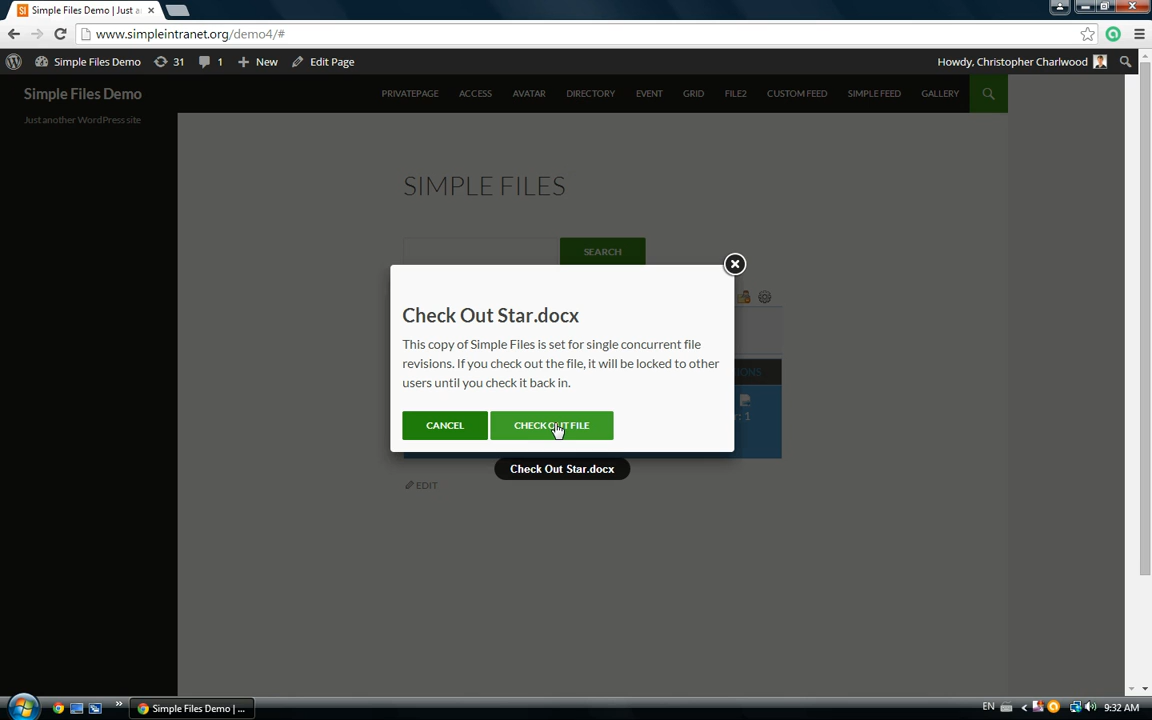 Simple Files Demo | Just a
www.simpleintranet.org/demo4/#
Simple Files Demo 31 1 New Edit Page Howdy, Christopher Charlwood
Simple Files Demo PRIVATEPAGE ACCESS AVATAR DIRECTORY EVENT GRID FILE2 CUSTOM FEED SIMPLE FEED GALLERY
Just another WordPress site
SIMPLE FILES
SEARCH
Check Out Star.docx
This copy of Simple Files is set for single concurrent file
revisions. If you check out the file, it will be locked to other
users until you check it back in.
CANCEL CHECK OUT FILE
Check Out Star.docx
EDIT
Simple Files Demo | ... EN 9:32 AM